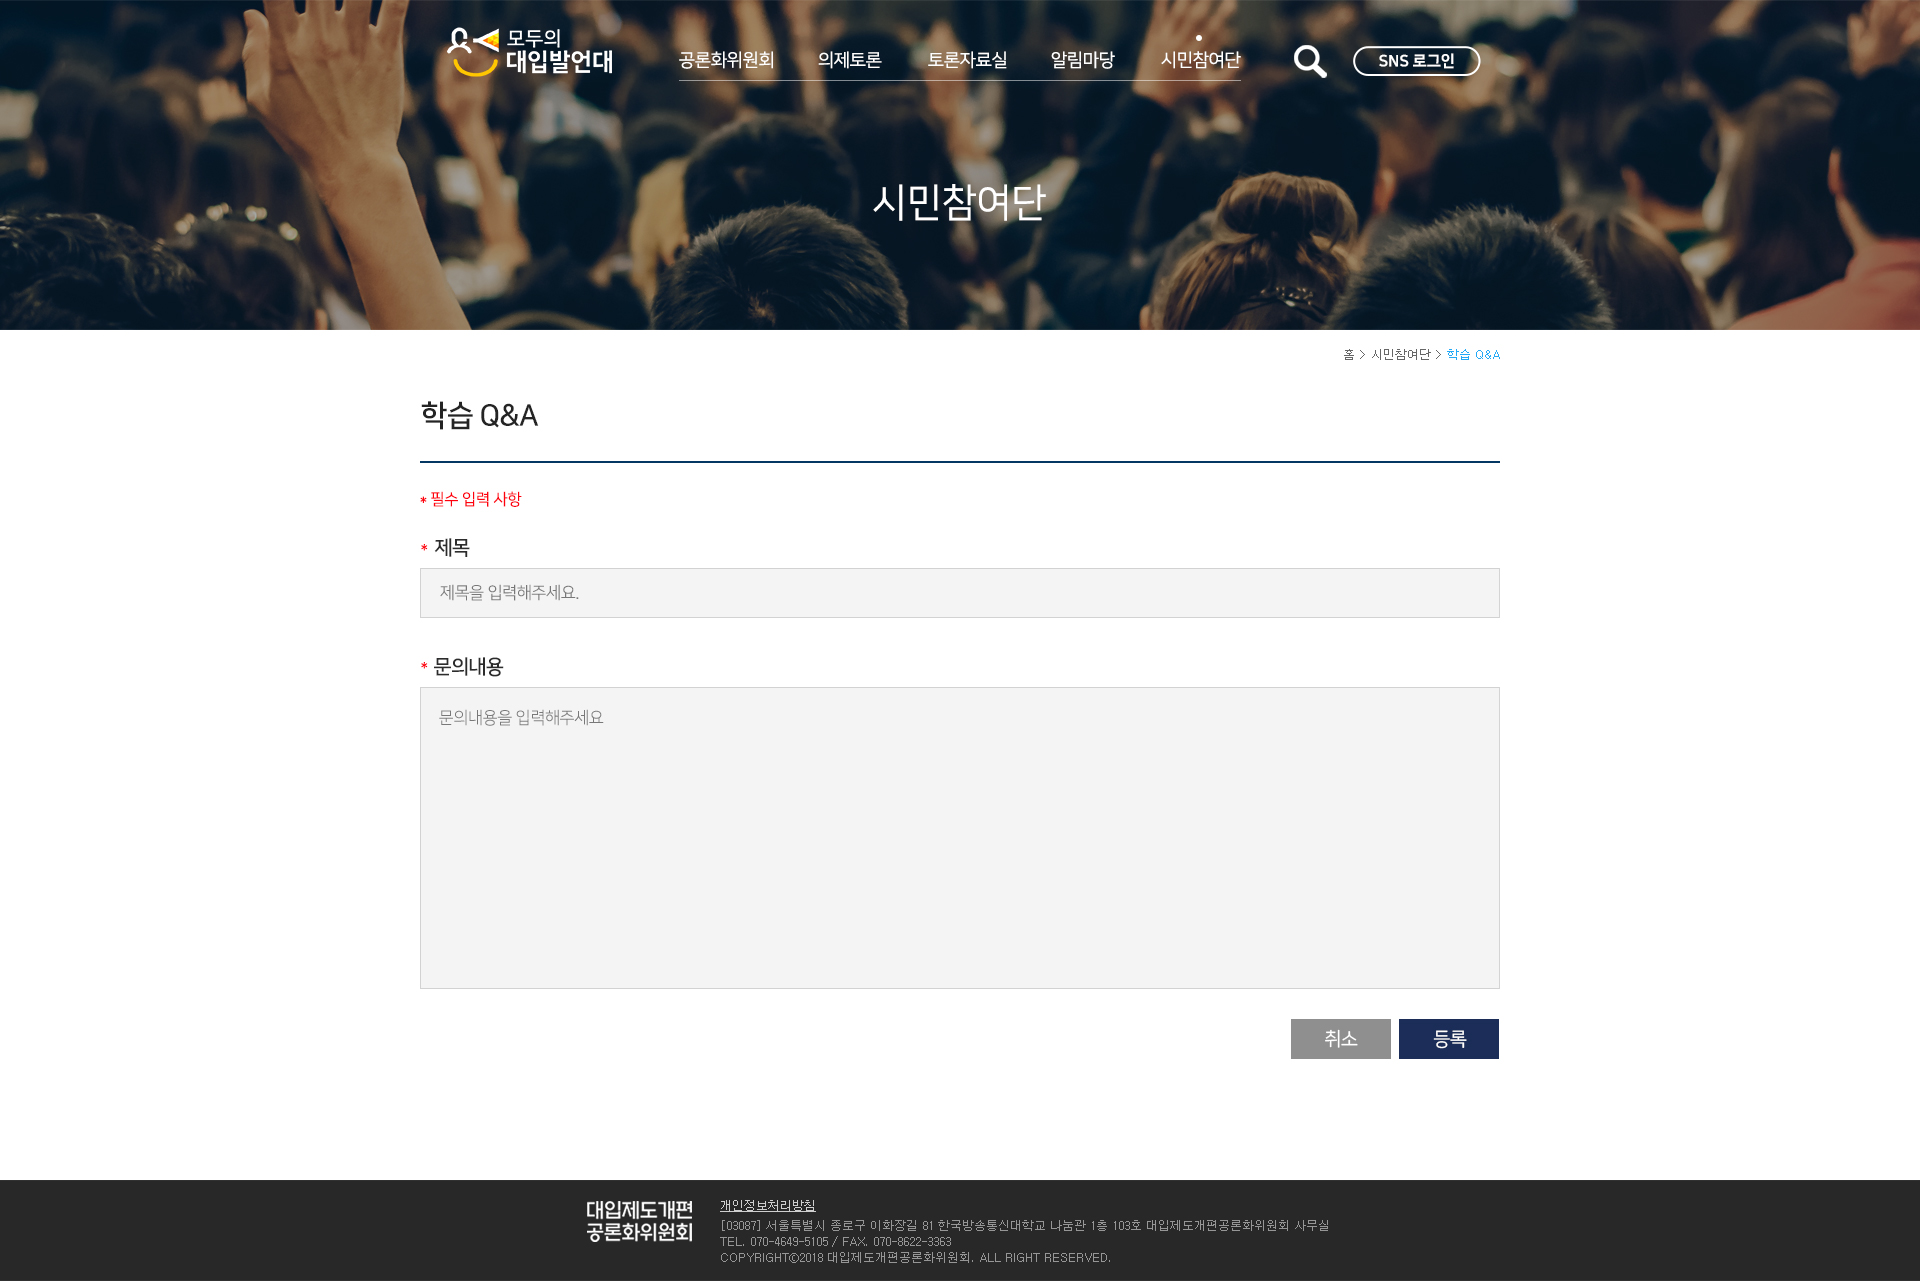 모두의
대입발언대
공론화위원회 의제토론 토론자료실 알림마당 시민참여단
SNS 로그인
시민참여단
홈 > 시민참여단 > 학습 Q&A
학습 Q&A
* 필수 입력 사항
* 제목
제목을 입력해주세요.
* 문의내용
문의내용을 입력해주세요
취소 등록
대입제도개편
공론화위원회
개인정보처리방침
[03087] 서울특별시 종로구 이화장길 81 한국방송통신대학교 나눔관 1층 103호 대입제도개편공론화위원회 사무실
TEL. 070-4649-5105 / FAX. 070-8622-3363
COPYRIGHT©2018 대입제도개편공론화위원회. ALL RIGHT RESERVED.